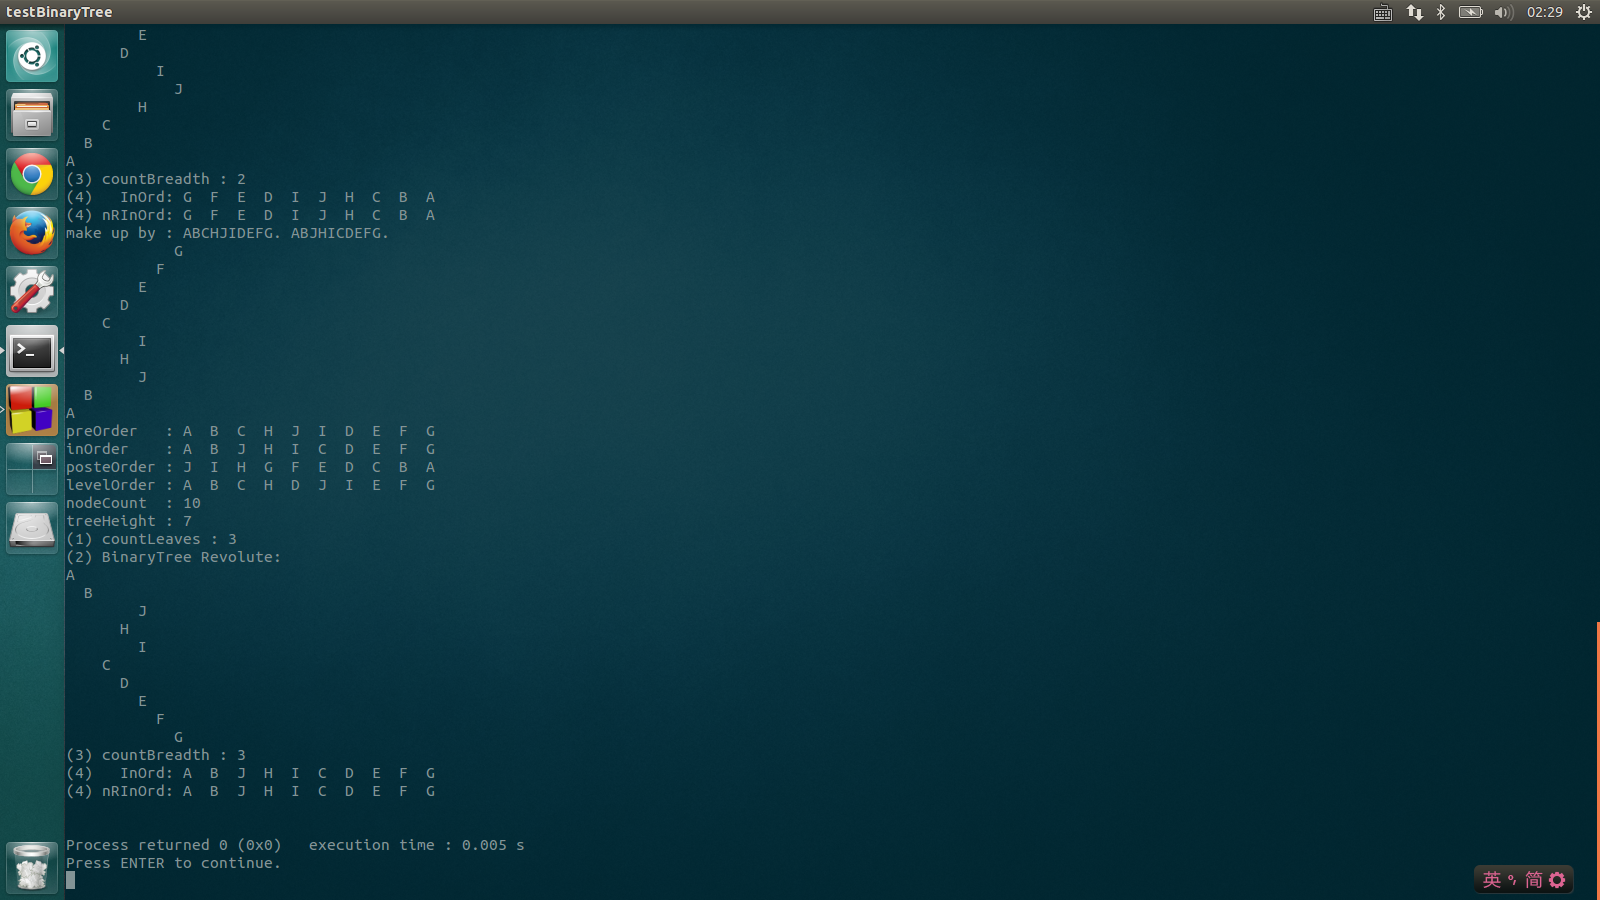 testBinaryTree
02:29
E
D
I
J
H
C
B
A
(3) countBreadth : 2
(4)   InOrd: G  F  E  D  I  J  H  C  B  A
(4) nRInOrd: G  F  E  D  I  J  H  C  B  A
make up by : ABCHJIDEFG. ABJHICDEFG.
G
F
E
D
C
I
H
J
B
A
preOrder   : A  B  C  H  J  I  D  E  F  G
inOrder    : A  B  J  H  I  C  D  E  F  G
posteOrder : J  I  H  G  F  E  D  C  B  A
levelOrder : A  B  C  H  D  J  I  E  F  G
nodeCount  : 10
treeHeight : 7
(1) countLeaves : 3
(2) BinaryTree Revolute:
A
B
J
H
I
C
D
E
F
G
(3) countBreadth : 3
(4)   InOrd: A  B  J  H  I  C  D  E  F  G
(4) nRInOrd: A  B  J  H  I  C  D  E  F  G
Process returned 0 (0x0)   execution time : 0.005 s
Press ENTER to continue.
英 简